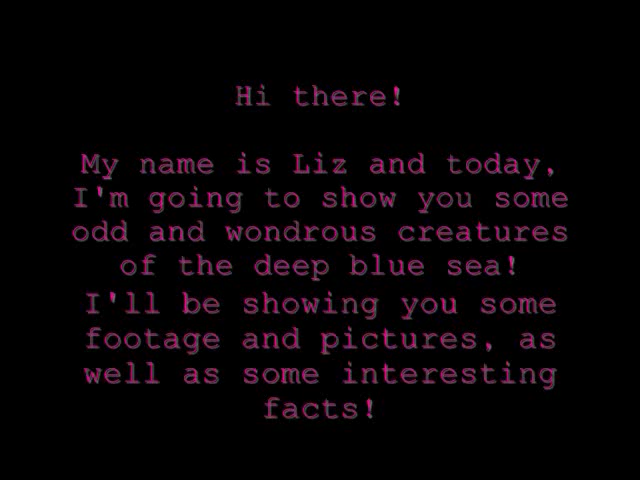 Hi there!
My name is Liz and today,
I'm going to show you some
odd and wondrous creatures
of the deep blue sea!
I'll be showing you some
footage and pictures, as
well as some interesting
facts!